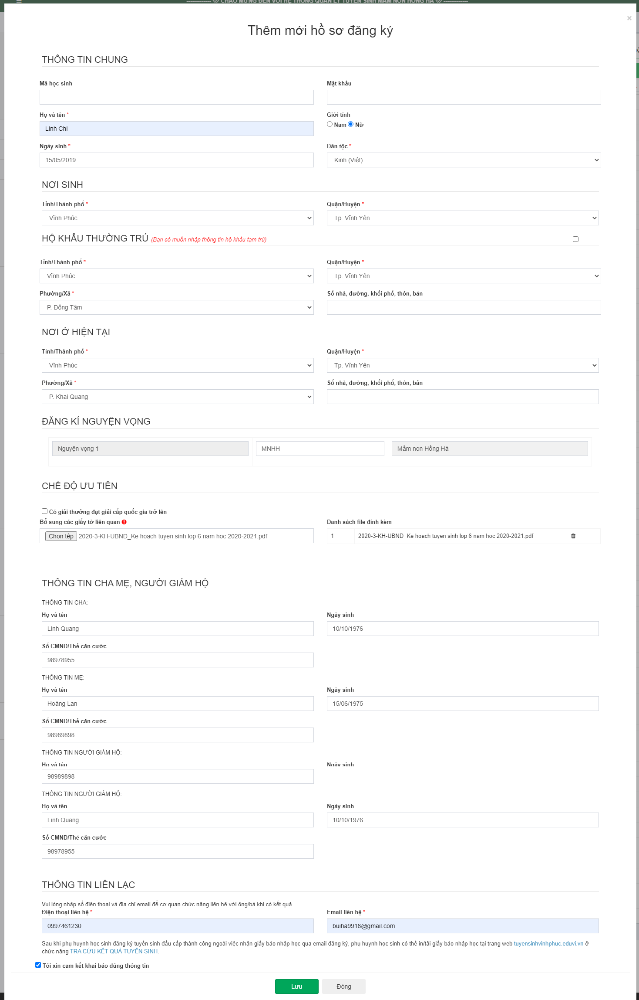 ------------- CHÀO MỪNG ĐẾN VỚI HỆ THỐNG QUẢN LÝ TUYỂN SINH MẦM NON HỒNG HÀ -------------
×
Thêm mới hồ sơ đăng ký
THÔNG TIN CHUNG
Mã học sinh
Mật khẩu
Họ và tên *
Giới tính
Linh Chi
Nam Nữ
Ngày sinh *
Dân tộc *
15/05/2019
Kinh (Việt)
NƠI SINH
Tỉnh/Thành phố *
Quận/Huyện *
Vĩnh Phúc
Tp. Vĩnh Yên
HỘ KHẨU THƯỜNG TRÚ (Bạn có muốn nhập thông tin hộ khẩu tạm trú)
Tỉnh/Thành phố *
Quận/Huyện *
Vĩnh Phúc
Tp. Vĩnh Yên
Phường/Xã *
Số nhà, đường, khối phố, thôn, bản
P. Đồng Tâm
NƠI Ở HIỆN TẠI
Tỉnh/Thành phố *
Quận/Huyện *
Vĩnh Phúc
Tp. Vĩnh Yên
Phường/Xã *
Số nhà, đường, khối phố, thôn, bản
P. Khai Quang
ĐĂNG KÍ NGUYỆN VỌNG
Nguyện vọng 1
MNHH
Mầm non Hồng Hà
CHẾ ĐỘ ƯU TIÊN
Có giải thưởng đạt giải cấp quốc gia trở lên
Bổ sung các giấy tờ liên quan
Danh sách file đính kèm
Chọn tệp 2020-3-KH-UBND_Ke hoach tuyen sinh lop 6 nam hoc 2020-2021.pdf
1 2020-3-KH-UBND_Ke hoach tuyen sinh lop 6 nam hoc 2020-2021.pdf
THÔNG TIN CHA MẸ, NGƯỜI GIÁM HỘ
THÔNG TIN CHA:
Họ và tên
Ngày sinh
Linh Quang
10/10/1976
Số CMND/Thẻ căn cước
98978955
THÔNG TIN MẸ:
Họ và tên
Ngày sinh
Hoàng Lan
15/06/1975
Số CMND/Thẻ căn cước
98989898
THÔNG TIN NGƯỜI GIÁM HỘ:
Họ và tên
Ngày sinh
98989898
THÔNG TIN NGƯỜI GIÁM HỘ:
Họ và tên
Ngày sinh
Linh Quang
10/10/1976
Số CMND/Thẻ căn cước
98978955
THÔNG TIN LIÊN LẠC
Vui lòng nhập số điện thoại và địa chỉ email để cơ quan chức năng liên hệ với ông/bà khi có kết quả.
Điện thoại liên hệ *
Email liên hệ *
0997461230
buiha9918@gmail.com
Sau khi phụ huynh học sinh đăng ký tuyển sinh đầu cấp thành công ngoài việc nhận giấy báo nhập học qua email đăng ký, phụ huynh học sinh có thể in/tải giấy báo nhập học tại trang web tuyensinhvinhphuc.eduvi.vn ở
chức năng TRA CỨU KẾT QUẢ TUYỂN SINH.
Tôi xin cam kết khai báo đúng thông tin
Lưu
Đóng